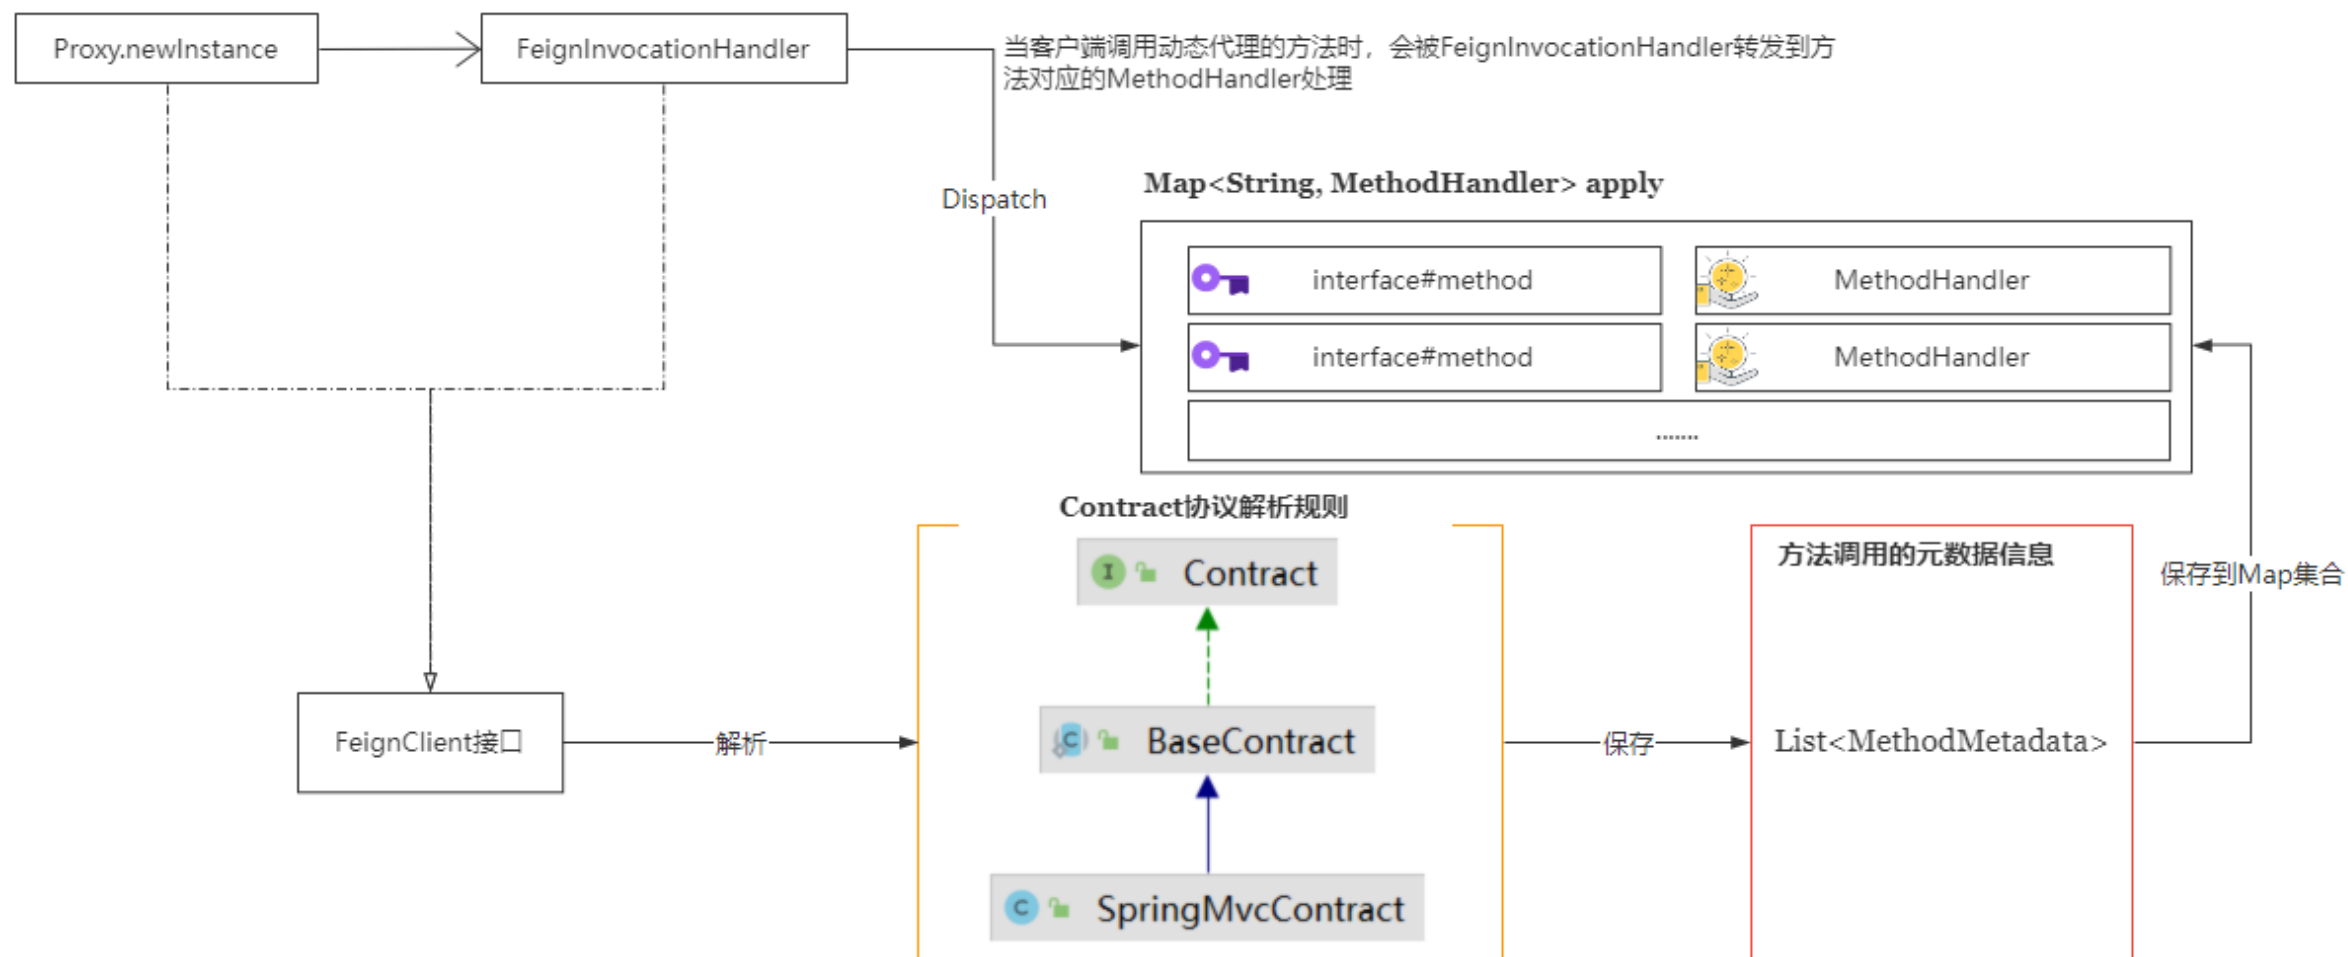 Proxy.newInstance
FeignInvocationHandler
当客户端调用动态代理的方法时，会被FeignInvocationHandler转发到方
法对应的MethodHandler处理
Dispatch
Map<String, MethodHandler> apply
interface#method
MethodHandler
interface#method
MethodHandler
.......
Contract协议解析规则
I Contract
C BaseContract
C SpringMvcContract
方法调用的元数据信息
List<MethodMetadata>
保存到Map集合
FeignClient接口
解析
保存